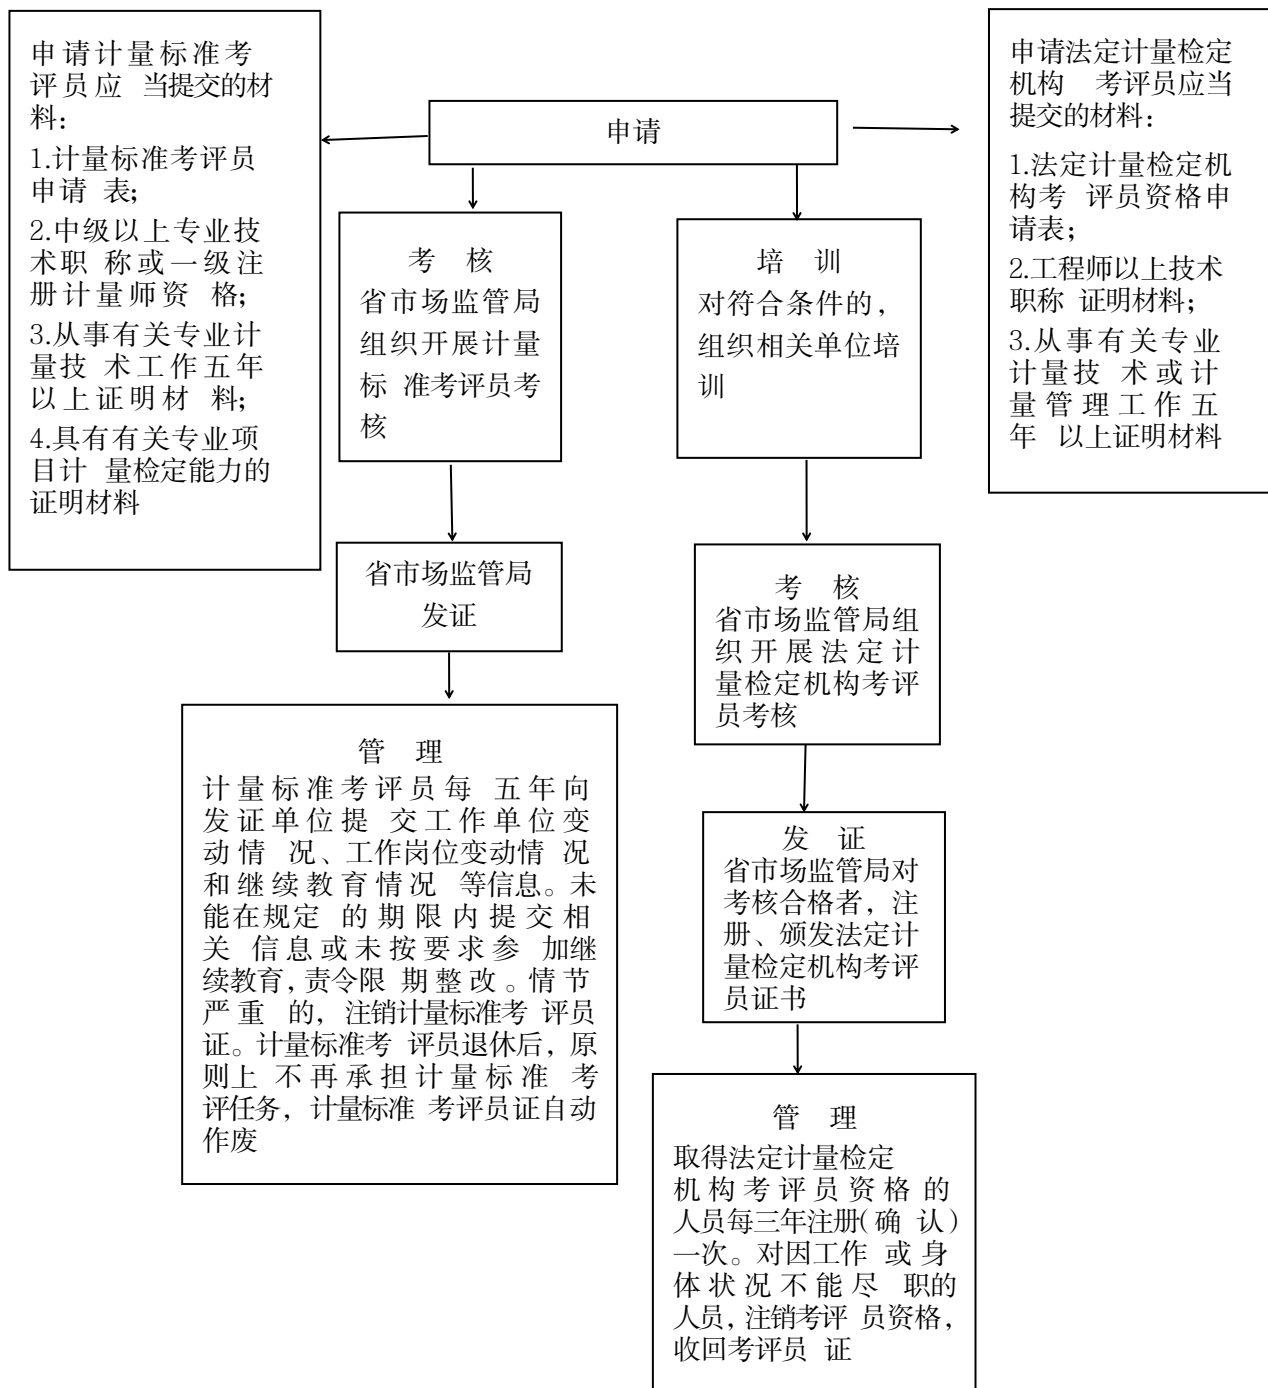 申请计量标准考
评员应 当提交的材
料：
1.计量标准考评员
申请 表；
2.中级以上专业技
术职 称或一级注
册计量师资 格；
3.从事有关专业计
量技 术工作五年
以上证明材 料；
4.具有有关专业项
目计 量检定能力的
证明材料
申请
申请法定计量检定
机构 考评员应当
提交的材料：
1.法定计量检定机
构考 评员资格申
请表；
2.工程师以上技术
职称 证明材料；
3.从事有关专业
计量技 术或计
量管理工作五
年 以上证明材料
考 核
省市场监管局
组织开展计量
标 准考评员考
核
培 训
对符合条件的，
组织相关单位培
训
省市场监管局
发证
考 核
省市场监管局组
织开展法定计
量检定机构考评
员考核
管 理
计量标准考评员每 五年向
发证单位提 交工作单位变
动情 况、工作岗位变动情 况
和继续教育情况 等信息。未
能在规定 的期限内提交相
关 信息或未按要求参 加继
续教育，责令限 期整改。情节
严重 的，注销计量标准考 评员
证。计量标准考 评员退休后，原
则上 不再承担计量标准 考
评任务，计量标准 考评员证自动
作废
发 证
省市场监管局对
考核合格者，注
册、颁发法定计
量检定机构考评
员证书
管 理
取得法定计量检定
机构考评员资格 的
人员每三年注册（确 认）
一次。对因工作 或身
体状况不能尽 职的
人员，注销考评 员资格，
收回考评员 证